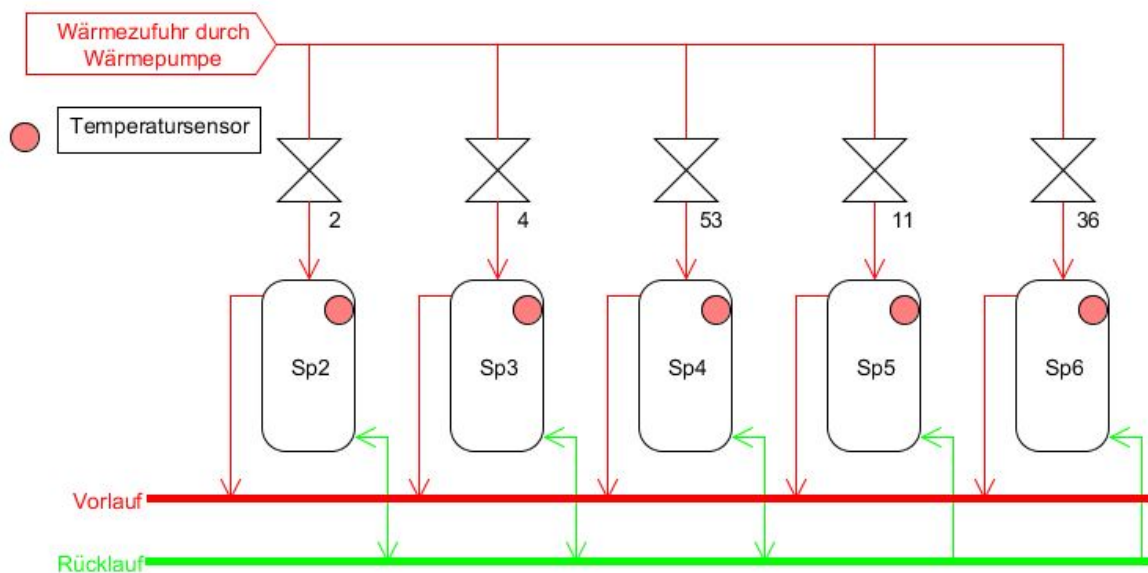 Wärmezufuhr durch
Wärmepumpe
Temperatursensor
2
4
53
11
36
Sp2
Sp3
Sp4
Sp5
Sp6
Vorlauf
Rücklauf